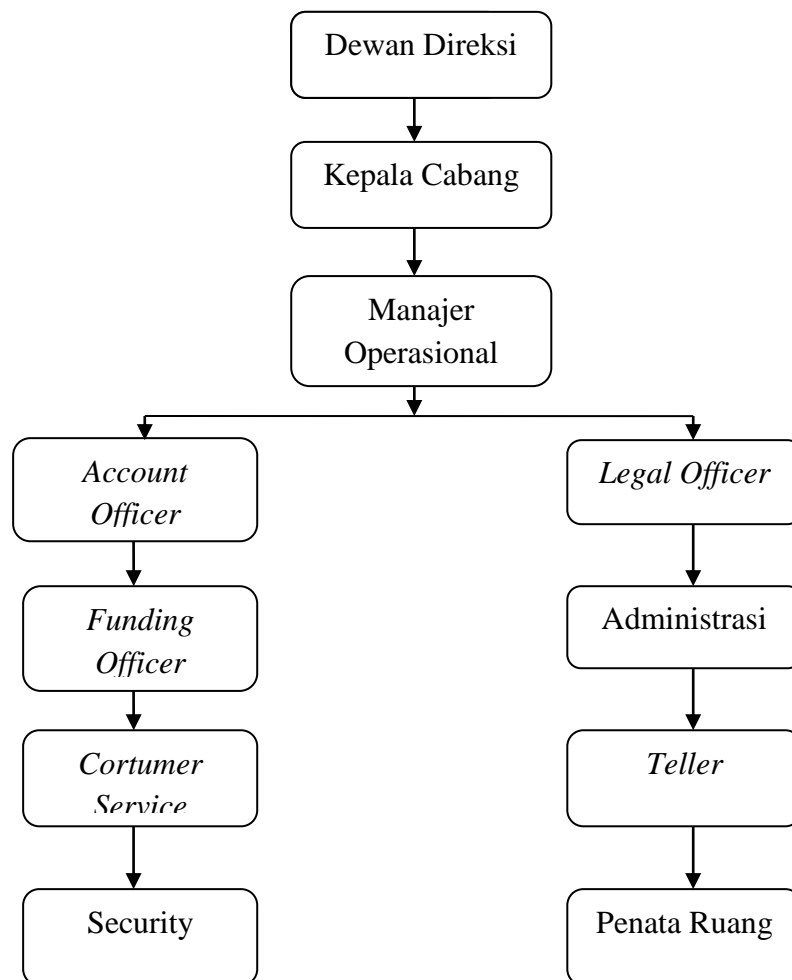 Dewan Direksi
Kepala Cabang
Manajer
Operasional
Account
Officer
Legal Officer
Funding
Officer
Administrasi
Cortumer
Service
Teller
Security
Penata Ruang